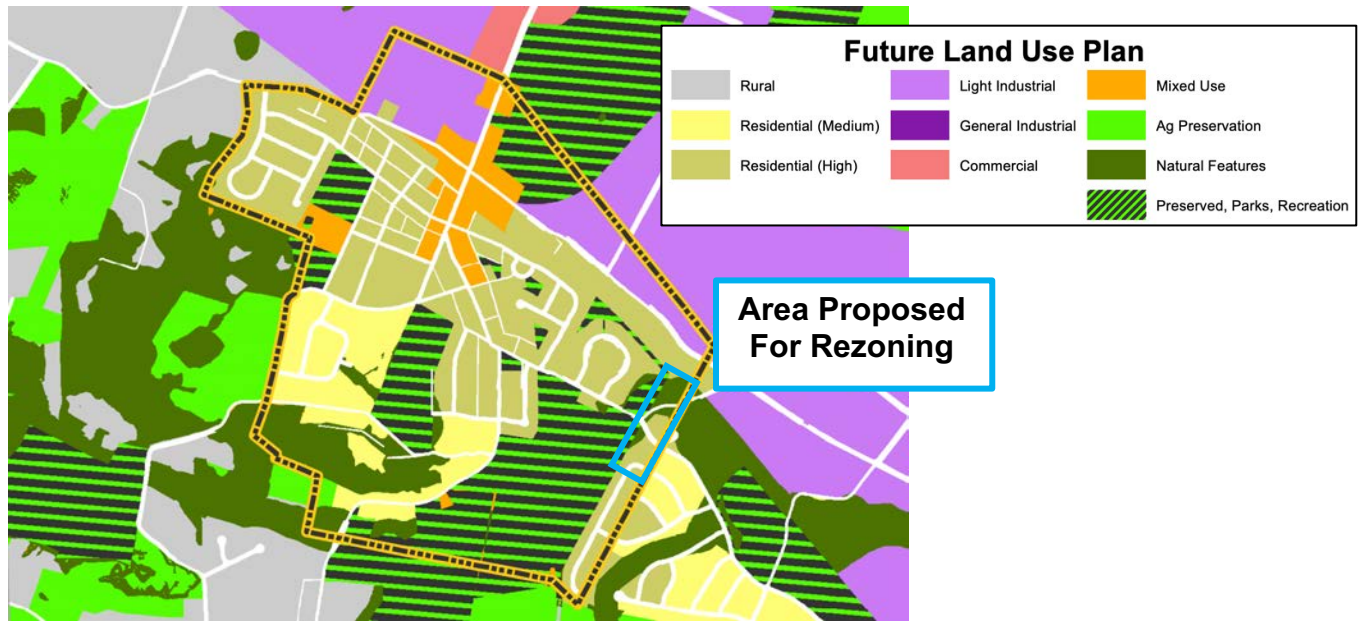 Future Land Use Plan
Rural
Light Industrial
Mixed Use
Residential (Medium)
General Industrial
Ag Preservation
Residential (High)
Commercial
Natural Features
Preserved, Parks, Recreation
Area Proposed
For Rezoning